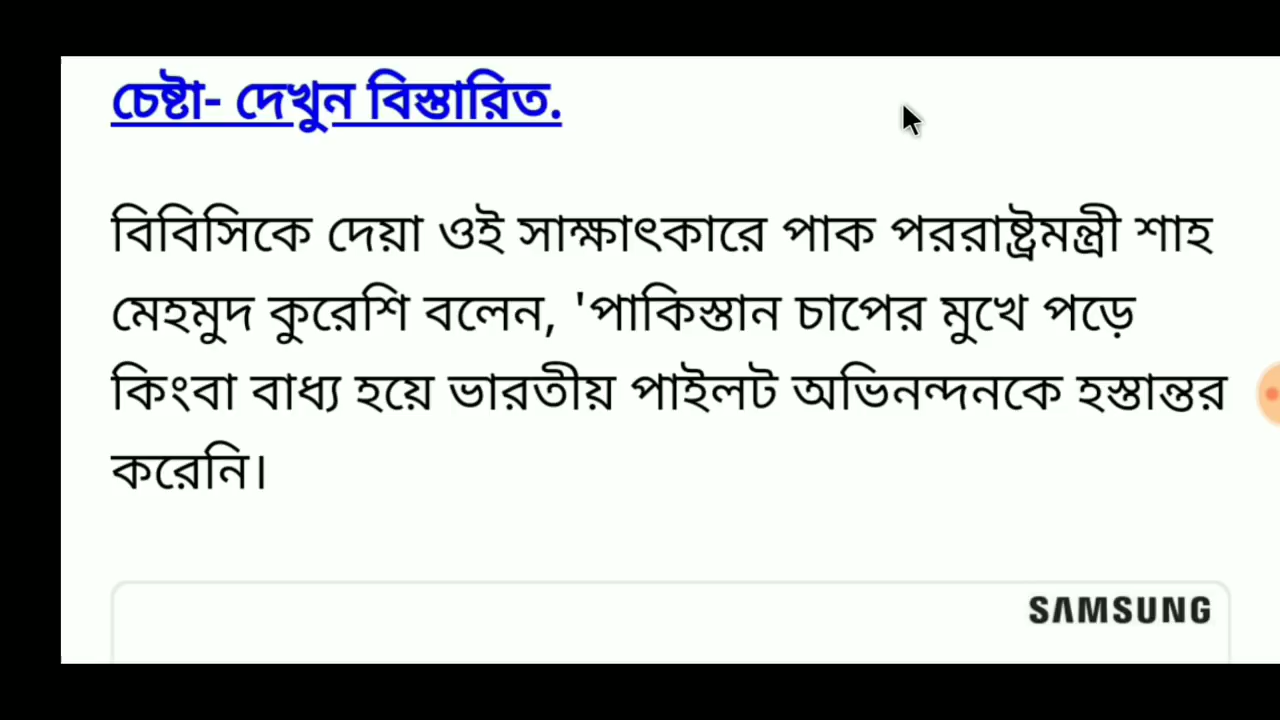 চেষ্টা- দেখুন বিস্তারিত.
বিবিসিকে দেয়া ওই সাক্ষাৎকারে পাক পররাষ্ট্রমন্ত্রী শাহ
মেহমুদ কুরেশি বলেন, 'পাকিস্তান চাপের মুখে পড়ে
কিংবা বাধ্য হয়ে ভারতীয় পাইলট অভিনন্দনকে হস্তান্তর
করেনি।
SAMSUNG